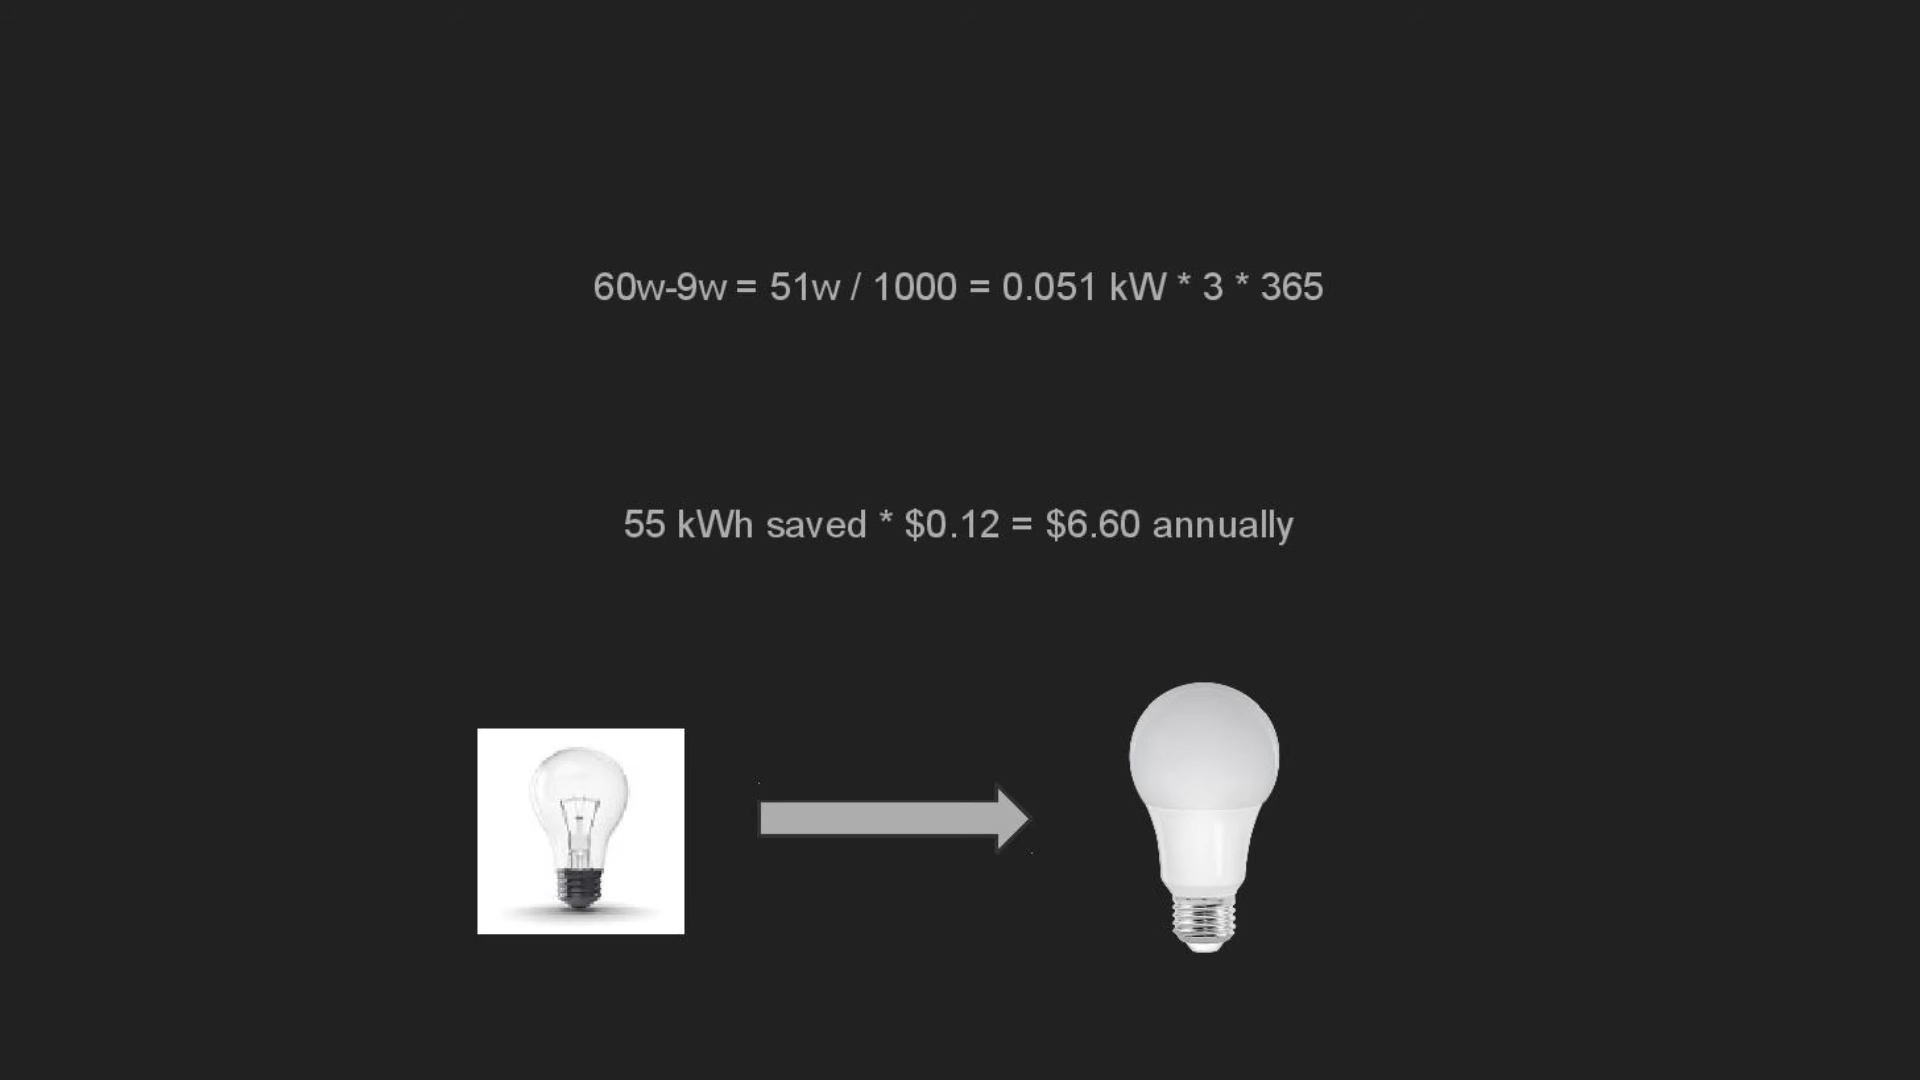 60w-9w = 51w / 1000 = 0.051 kW * 3 * 365
55 kWh saved * $0.12 = $6.60 annually